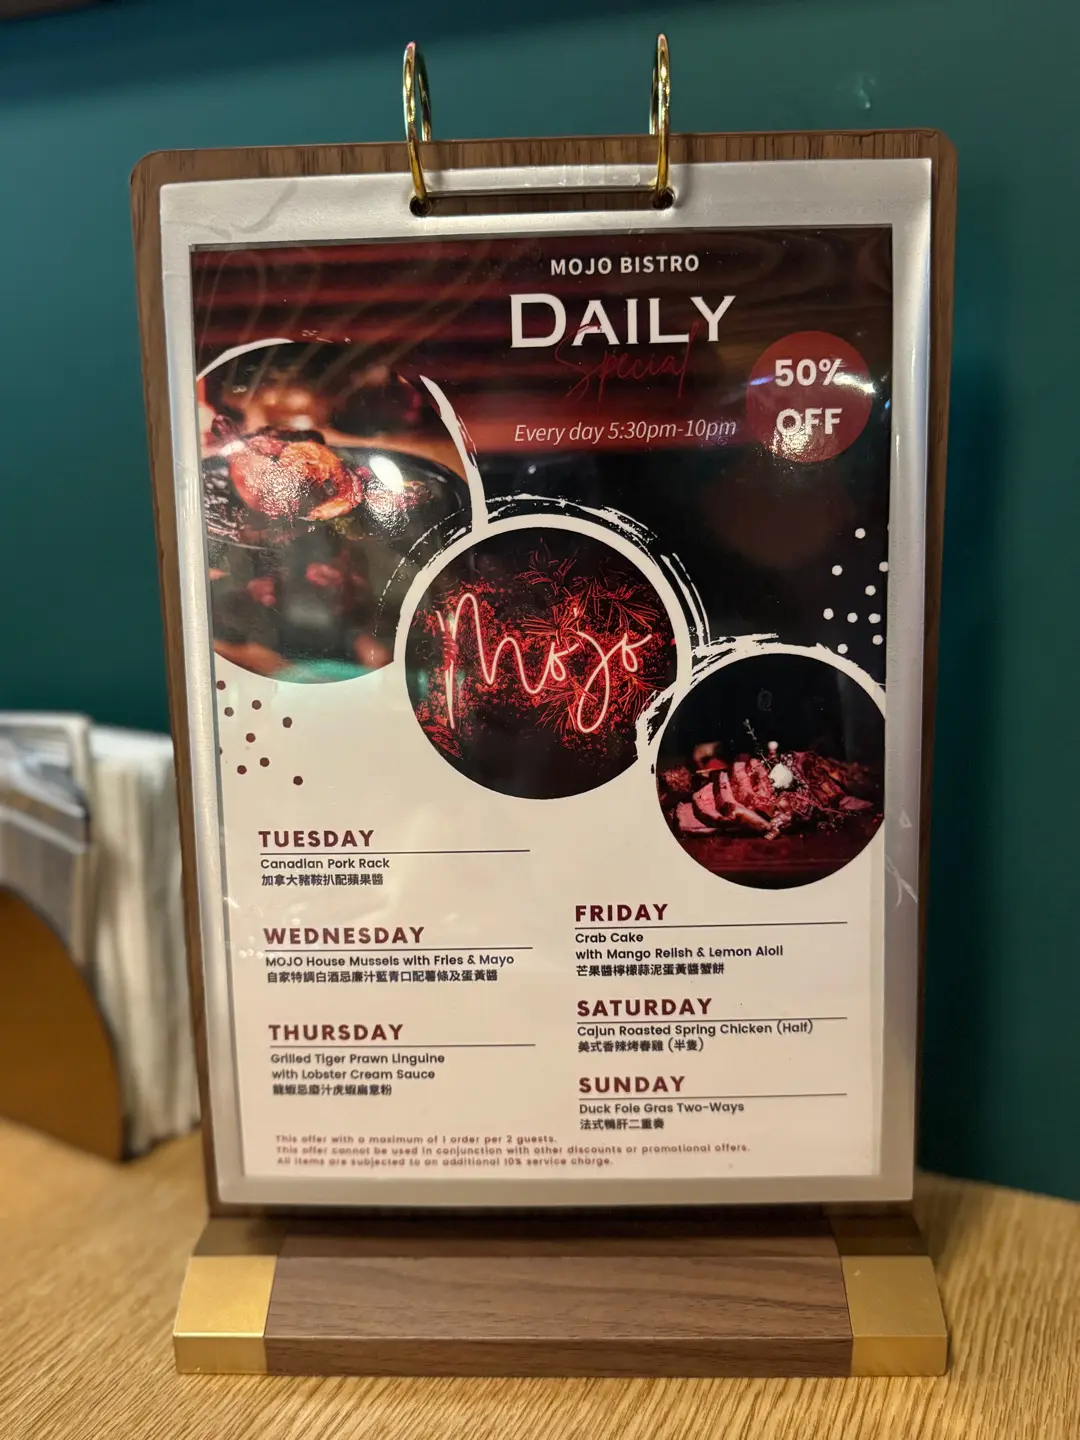 MOJO BISTRO
DAILY
Special
50%
OFF
Every day 5:30pm-10pm
Mojo
TUESDAY
Canadian Pork Rack
加拿大豬鞍扒配蘋果醬
WEDNESDAY
MOJO House Mussels with Fries & Mayo
自家特調白酒忌廉汁藍青口配薯條及蛋黃醬
THURSDAY
Grilled Tiger Prawn Linguine
with Lobster Cream Sauce
龍蝦忌廉汁虎蝦扁意粉
FRIDAY
Crab Cake
with Mango Relish & Lemon Aioli
芒果醬檸檬蒜泥蛋黃醬蟹餅
SATURDAY
Cajun Roasted Spring Chicken (Half)
美式香辣烤春雞 (半隻)
SUNDAY
Duck Foie Gras Two-Ways
法式鴨肝二重奏
This offer with a maximum of 1 order per 2 guests.
This offer cannot be used in conjunction with other discounts or promotional offers.
All items are subjected to an additional 10% service charge.